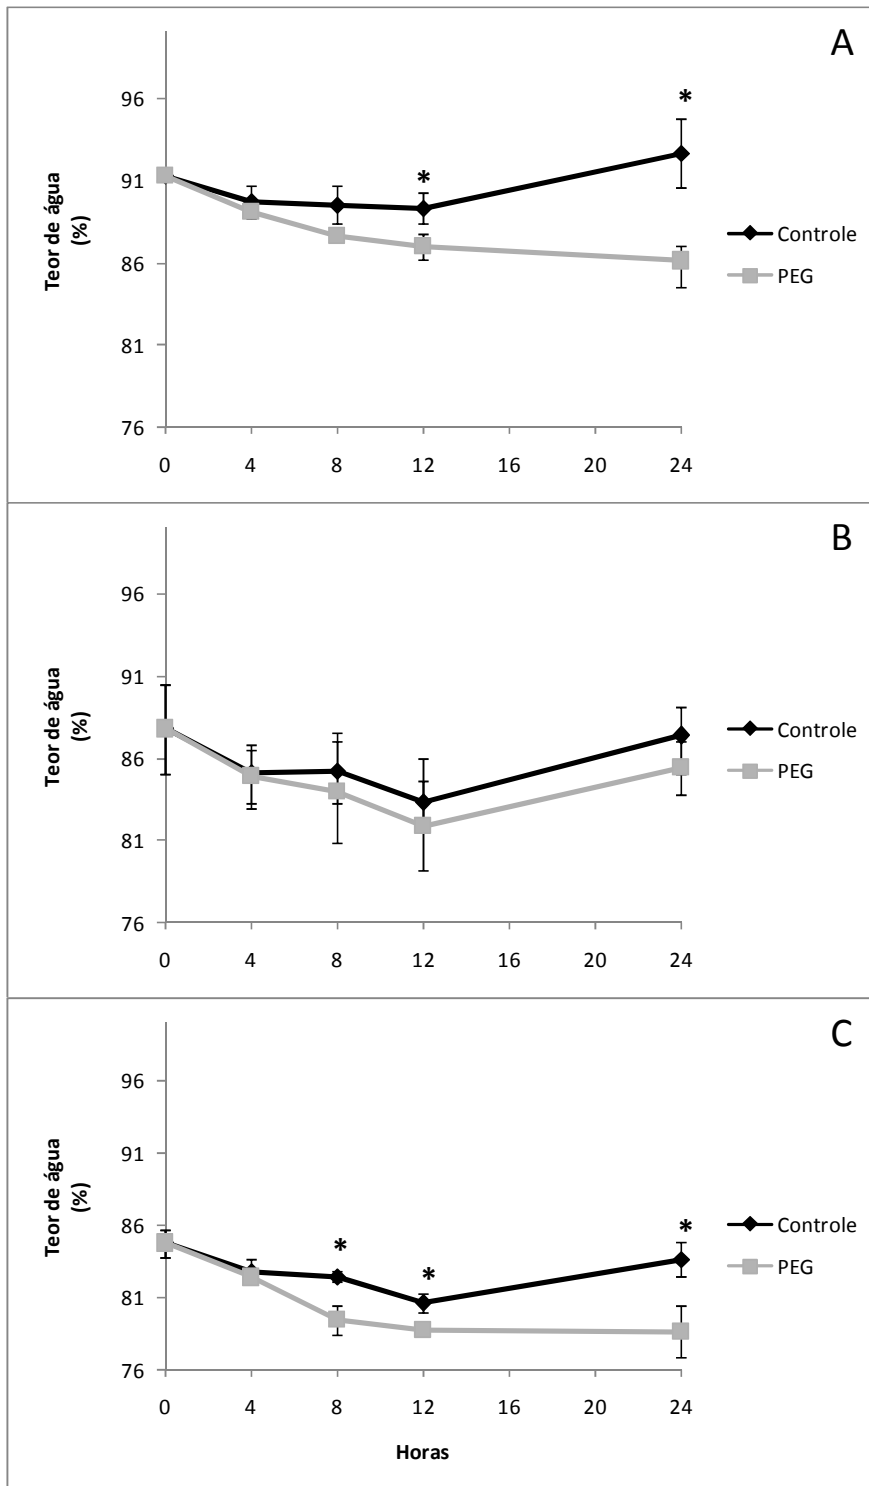 A
96
*
*
91
Teor de água
(%)
Controle
86
PEG
81
76
0 4 8 12 16 20 24
B
96
91
Teor de água
(%)
Controle
86
PEG
81
76
0 4 8 12 16 20 24
C
96
91
Teor de água
(%)
86
Controle
*
*
*
PEG
81
76
0 4 8 12 16 20 24
Horas